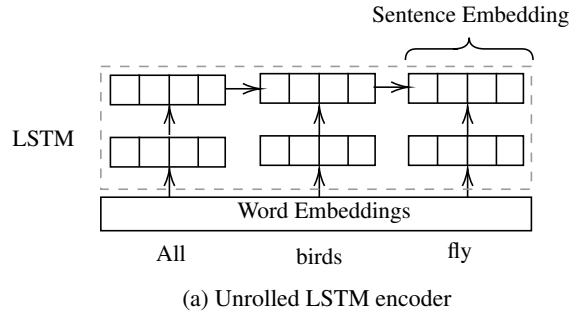 Sentence Embedding
LSTM
Word Embeddings
All birds fly
(a) Unrolled LSTM encoder